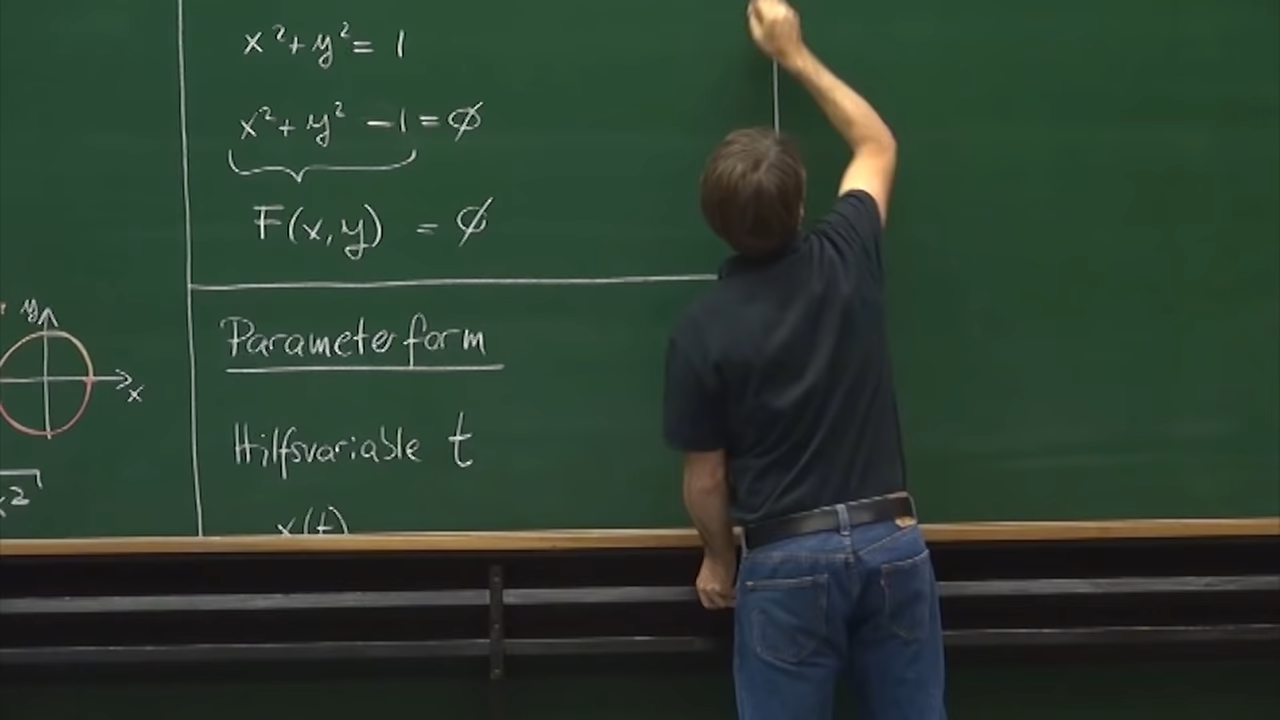 x² + y² = 1
x² + y² − 1 = ∅
F(x,y) = ∅
y
x
Parameterform
Hilfsvariable t
x(t)